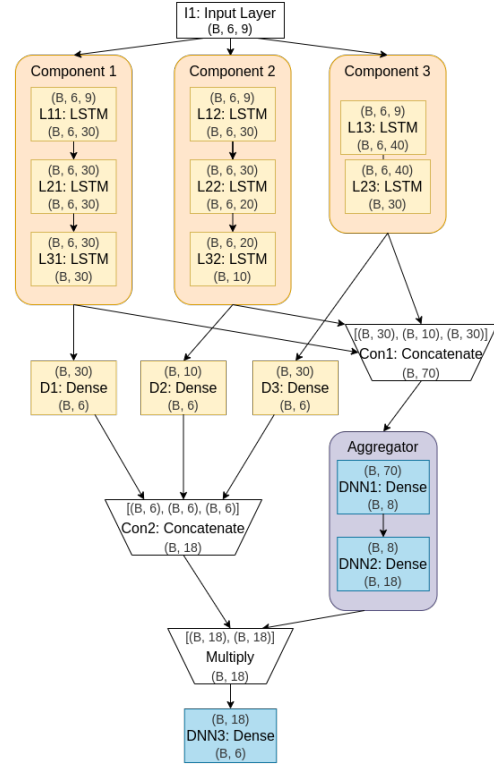 I1: Input Layer
(B, 6, 9)
Component 1
(B, 6, 9)
L11: LSTM
(B, 6, 30)
(B, 6, 30)
L21: LSTM
(B, 6, 30)
(B, 6, 30)
L31: LSTM
(B, 30)
Component 2
(B, 6, 9)
L12: LSTM
(B, 6, 30)
(B, 6, 30)
L22: LSTM
(B, 6, 20)
(B, 6, 20)
L32: LSTM
(B, 10)
Component 3
(B, 6, 9)
L13: LSTM
(B, 6, 40)
(B, 6, 40)
L23: LSTM
(B, 30)
[(B, 30), (B, 10), (B, 30)]
Con1: Concatenate
(B, 70)
(B, 30)
D1: Dense
(B, 6)
(B, 10)
D2: Dense
(B, 6)
(B, 30)
D3: Dense
(B, 6)
Aggregator
(B, 70)
DNN1: Dense
(B, 8)
(B, 8)
DNN2: Dense
(B, 18)
[(B, 6), (B, 6), (B, 6)]
Con2: Concatenate
(B, 18)
[(B, 18), (B, 18)]
Multiply
(B, 18)
(B, 18)
DNN3: Dense
(B, 6)